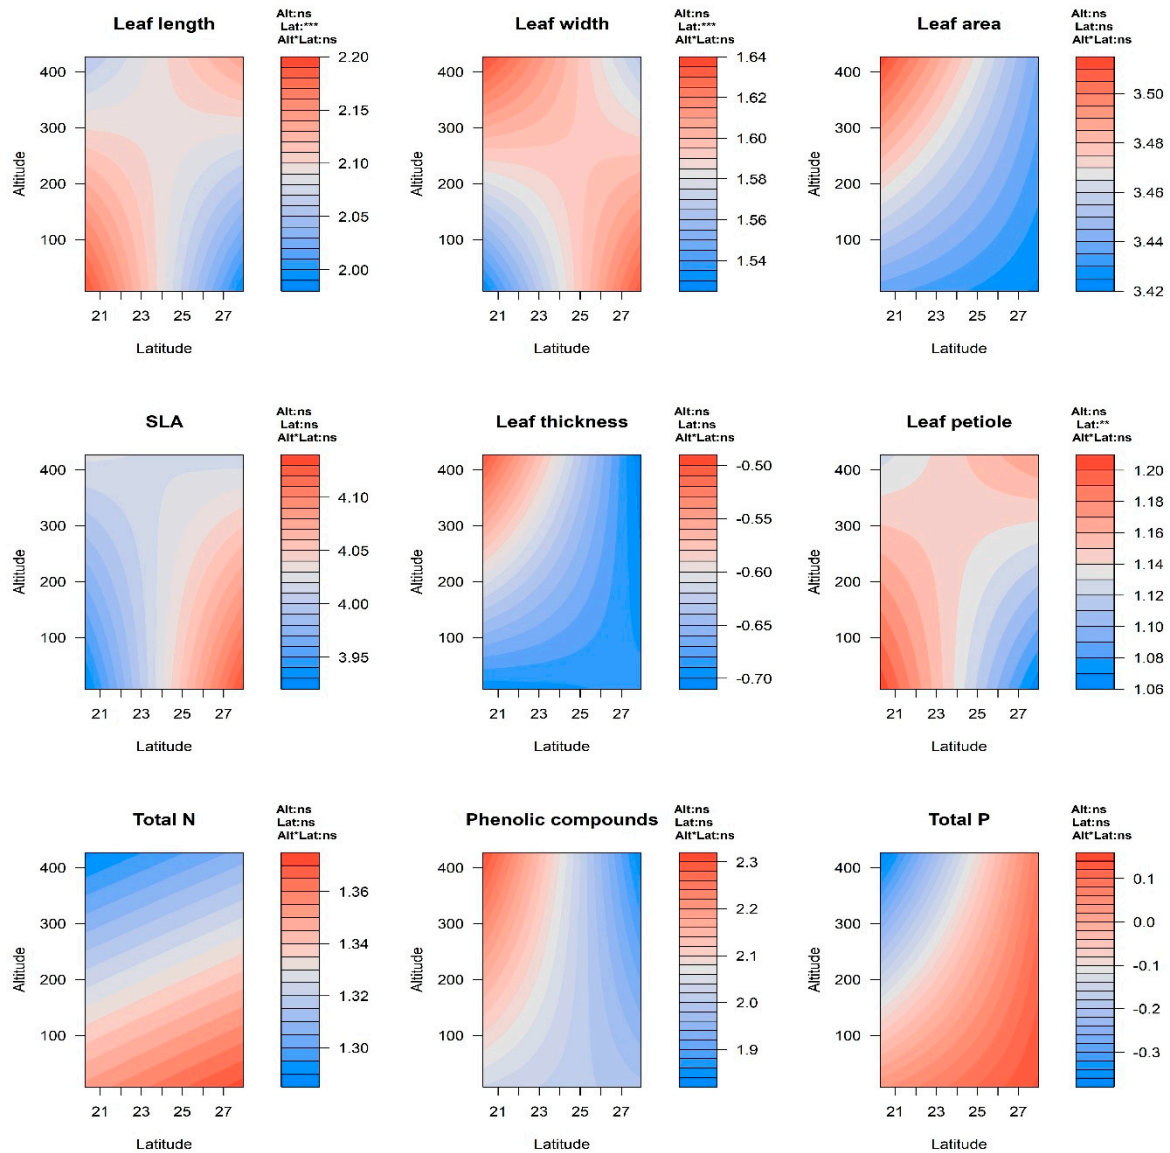 Leaf length
Alt:ns
Lat:***
Alt*Lat:ns
400
300
200
100
Altitude
21 23 25 27
Latitude
2.20
2.15
2.10
2.05
2.00
Leaf width
Alt:ns
Lat:***
Alt*Lat:ns
400
300
200
100
Altitude
21 23 25 27
Latitude
1.64
1.62
1.60
1.58
1.56
1.54
Leaf area
Alt:ns
Lat:ns
Alt*Lat:ns
400
300
200
100
Altitude
21 23 25 27
Latitude
3.50
3.48
3.46
3.44
3.42
SLA
Alt:ns
Lat:ns
Alt*Lat:ns
400
300
200
100
Altitude
21 23 25 27
Latitude
4.10
4.05
4.00
3.95
Leaf thickness
Alt:ns
Lat:ns
Alt*Lat:ns
400
300
200
100
Altitude
21 23 25 27
Latitude
-0.50
-0.55
-0.60
-0.65
-0.70
Leaf petiole
Alt:ns
Lat:**
Alt*Lat:ns
400
300
200
100
Altitude
21 23 25 27
Latitude
1.20
1.18
1.16
1.14
1.12
1.10
1.08
1.06
Total N
Alt:ns
Lat:ns
Alt*Lat:ns
400
300
200
100
Altitude
21 23 25 27
Latitude
1.36
1.34
1.32
1.30
Phenolic compounds
Alt:ns
Lat:ns
Alt*Lat:ns
400
300
200
100
Altitude
21 23 25 27
Latitude
2.3
2.2
2.1
2.0
1.9
Total P
Alt:ns
Lat:ns
Alt*Lat:ns
400
300
200
100
Altitude
21 23 25 27
Latitude
0.1
0.0
-0.1
-0.2
-0.3